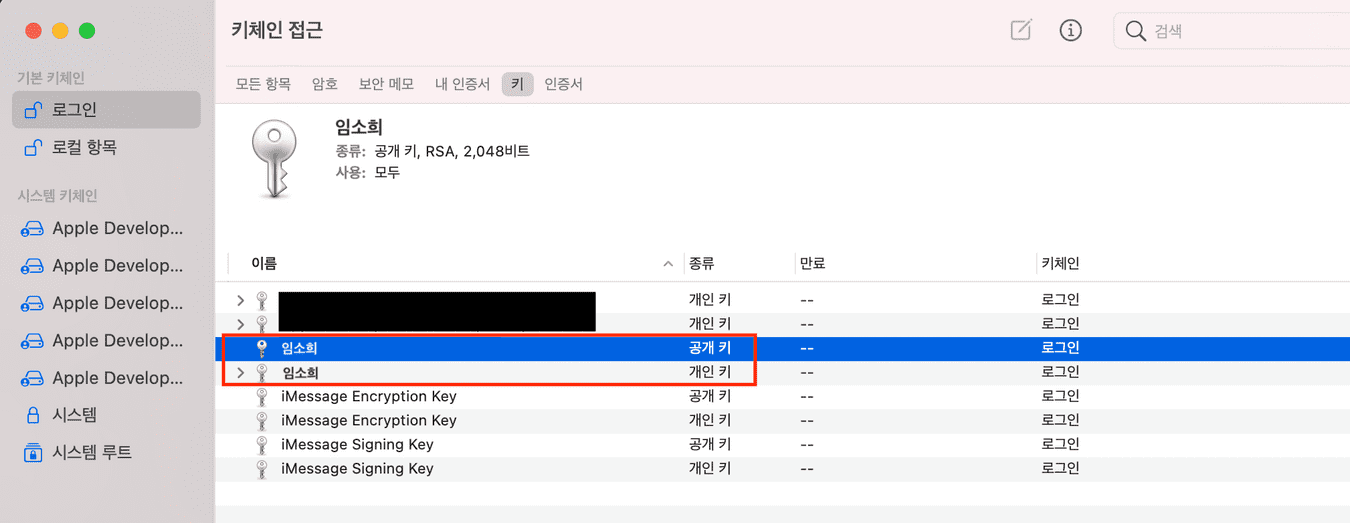 키체인 접근
검색
기본 키체인
로그인
로컬 항목
시스템 키체인
Apple Develop...
Apple Develop...
Apple Develop...
Apple Develop...
Apple Develop...
시스템
시스템 루트
모든 항목 암호 보안 메모 내 인증서 키 인증서
임소희
종류: 공개 키, RSA, 2,048비트
사용: 모두
이름 종류 만료 키체인
개인 키 -- 로그인
개인 키 -- 로그인
임소희 공개 키 -- 로그인
임소희 개인 키 -- 로그인
iMessage Encryption Key 공개 키 -- 로그인
iMessage Encryption Key 개인 키 -- 로그인
iMessage Signing Key 공개 키 -- 로그인
iMessage Signing Key 개인 키 -- 로그인